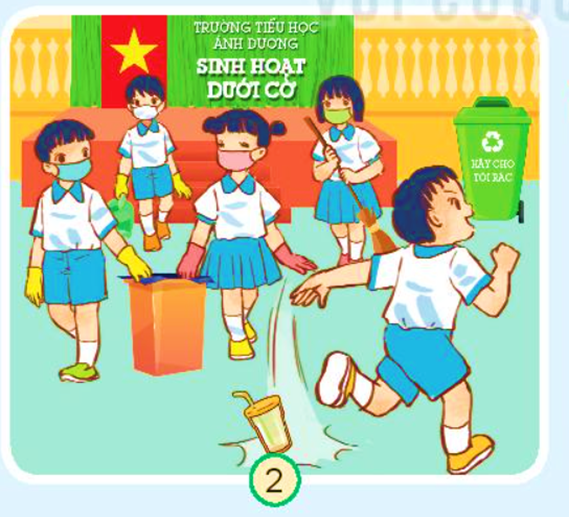 TRƯỜNG TIỂU HỌC
ÁNH DƯƠNG
SINH HOẠT
DƯỚI CỜ
HÃY CHO
TÔI RÁC
2